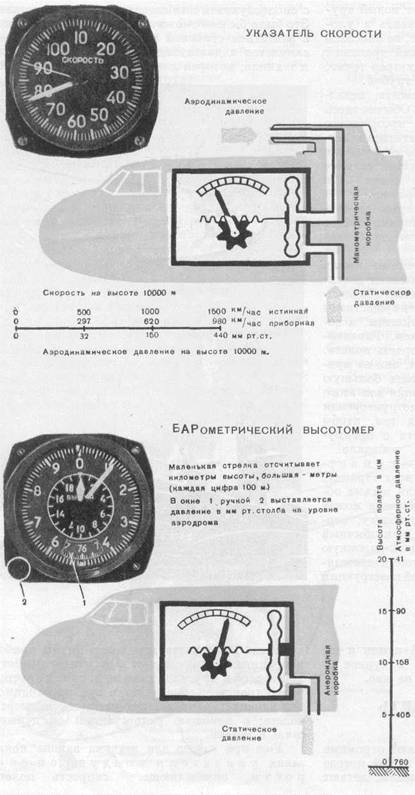 УКАЗАТЕЛЬ СКОРОСТИ
100 10
90 СКОРОСТЬ 20
30
80 40
70 60 50
Аэродинамическое
давление
Манометрическая
коробка
Статическое
давление
Скорость на высоте 10000 м
0 500 1000 1500 км/час истинная
0 297 620 980 км/час приборная
0 32 150 440 мм рт.ст.
Аэродинамическое давление на высоте 10000 м.
БАРометрический ВЫСОТОМЕР
Маленькая стрелка отсчитывает
километры высоты, большая - метры
(каждая цифра 100 м)
В окне 1 ручкой 2 выставляется
давление в мм рт.столба на уровне
аэродрома
9 0 1
8 2
7 3
6 5 4
76
2
1
Высота полета в км
Атмосферное давление
в мм рт.ст.
20 41
15 90
10 158
5 405
0 760
Анероидная
коробка
Статическое
давление